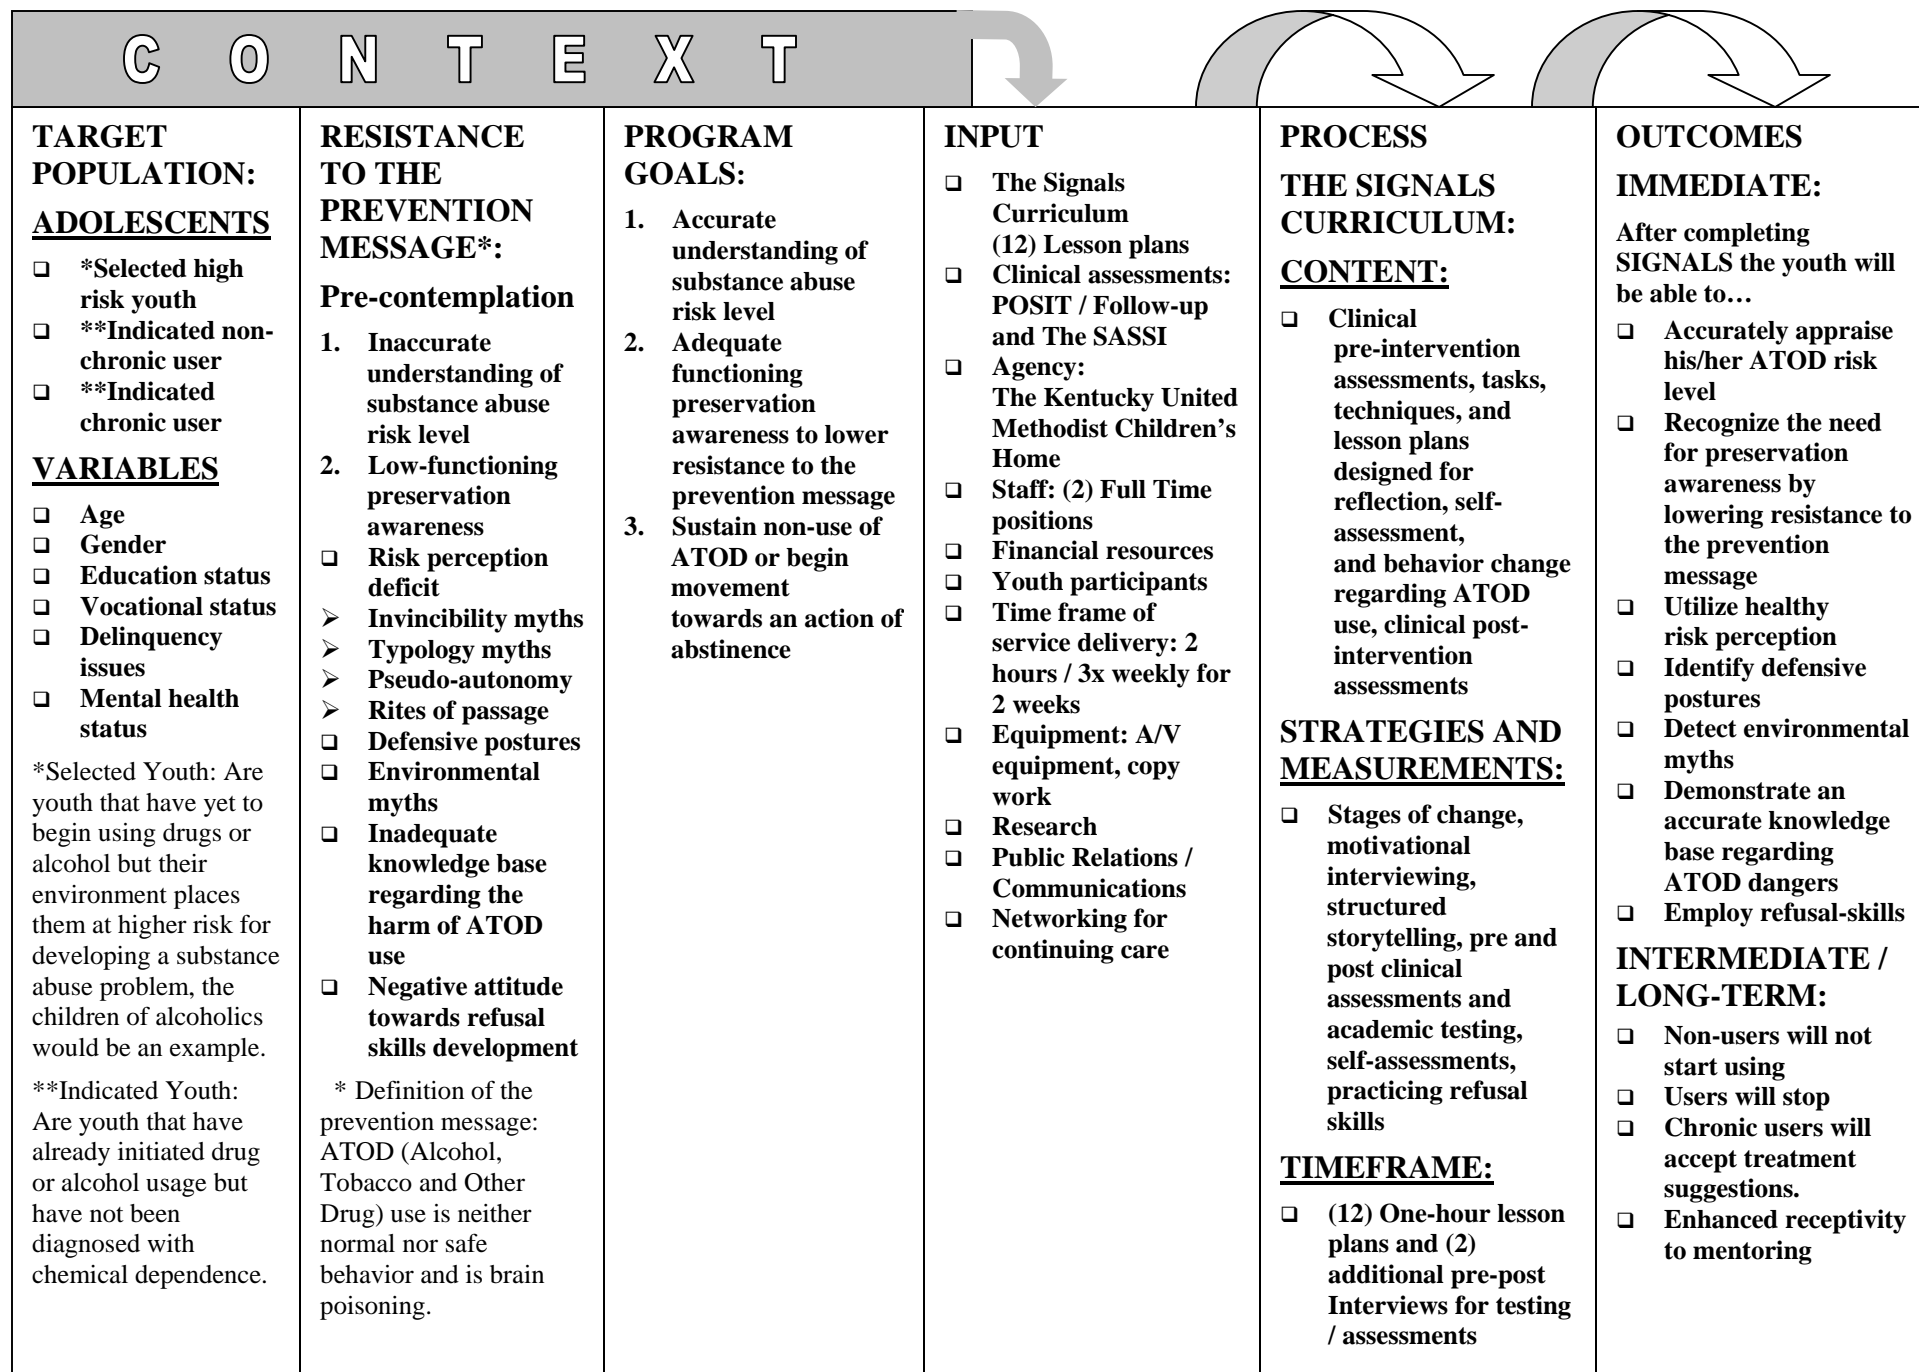 CONTEXT
TARGET
POPULATION:
ADOLESCENTS
❑ *Selected high
risk youth
❑ **Indicated non-
chronic user
❑ **Indicated
chronic user
VARIABLES
❑ Age
❑ Gender
❑ Education status
❑ Vocational status
❑ Delinquency
issues
❑ Mental health
status
*Selected Youth: Are
youth that have yet to
begin using drugs or
alcohol but their
environment places
them at higher risk for
developing a substance
abuse problem, the
children of alcoholics
would be an example.
**Indicated Youth:
Are youth that have
already initiated drug
or alcohol usage but
have not been
diagnosed with
chemical dependence.
RESISTANCE
TO THE
PREVENTION
MESSAGE*:
Pre-contemplation
1. Inaccurate
understanding of
substance abuse
risk level
2. Low-functioning
preservation
awareness
❑ Risk perception
deficit
➢ Invincibility myths
➢ Typology myths
➢ Pseudo-autonomy
➢ Rites of passage
❑ Defensive postures
❑ Environmental
myths
❑ Inadequate
knowledge base
regarding the
harm of ATOD
use
❑ Negative attitude
towards refusal
skills development
* Definition of the
prevention message:
ATOD (Alcohol,
Tobacco and Other
Drug) use is neither
normal nor safe
behavior and is brain
poisoning.
PROGRAM
GOALS:
1. Accurate
understanding of
substance abuse
risk level
2. Adequate
functioning
preservation
awareness to lower
resistance to the
prevention message
3. Sustain non-use of
ATOD or begin
movement
towards an action of
abstinence
INPUT
❑ The Signals
Curriculum
(12) Lesson plans
❑ Clinical assessments:
POSIT / Follow-up
and The SASSI
❑ Agency:
The Kentucky United
Methodist Children’s
Home
❑ Staff: (2) Full Time
positions
❑ Financial resources
❑ Youth participants
❑ Time frame of
service delivery: 2
hours / 3x weekly for
2 weeks
❑ Equipment: A/V
equipment, copy
work
❑ Research
❑ Public Relations /
Communications
❑ Networking for
continuing care
PROCESS
THE SIGNALS
CURRICULUM:
CONTENT:
❑ Clinical
pre-intervention
assessments, tasks,
techniques, and
lesson plans
designed for
reflection, self-
assessment,
and behavior change
regarding ATOD
use, clinical post-
intervention
assessments
STRATEGIES AND
MEASUREMENTS:
❑ Stages of change,
motivational
interviewing,
structured
storytelling, pre and
post clinical
assessments and
academic testing,
self-assessments,
practicing refusal
skills
TIMEFRAME:
❑ (12) One-hour lesson
plans and (2)
additional pre-post
Interviews for testing
/ assessments
OUTCOMES
IMMEDIATE:
After completing
SIGNALS the youth will
be able to…
❑ Accurately appraise
his/her ATOD risk
level
❑ Recognize the need
for preservation
awareness by
lowering resistance to
the prevention
message
❑ Utilize healthy
risk perception
❑ Identify defensive
postures
❑ Detect environmental
myths
❑ Demonstrate an
accurate knowledge
base regarding
ATOD dangers
❑ Employ refusal-skills
INTERMEDIATE /
LONG-TERM:
❑ Non-users will not
start using
❑ Users will stop
❑ Chronic users will
accept treatment
suggestions.
❑ Enhanced receptivity
to mentoring